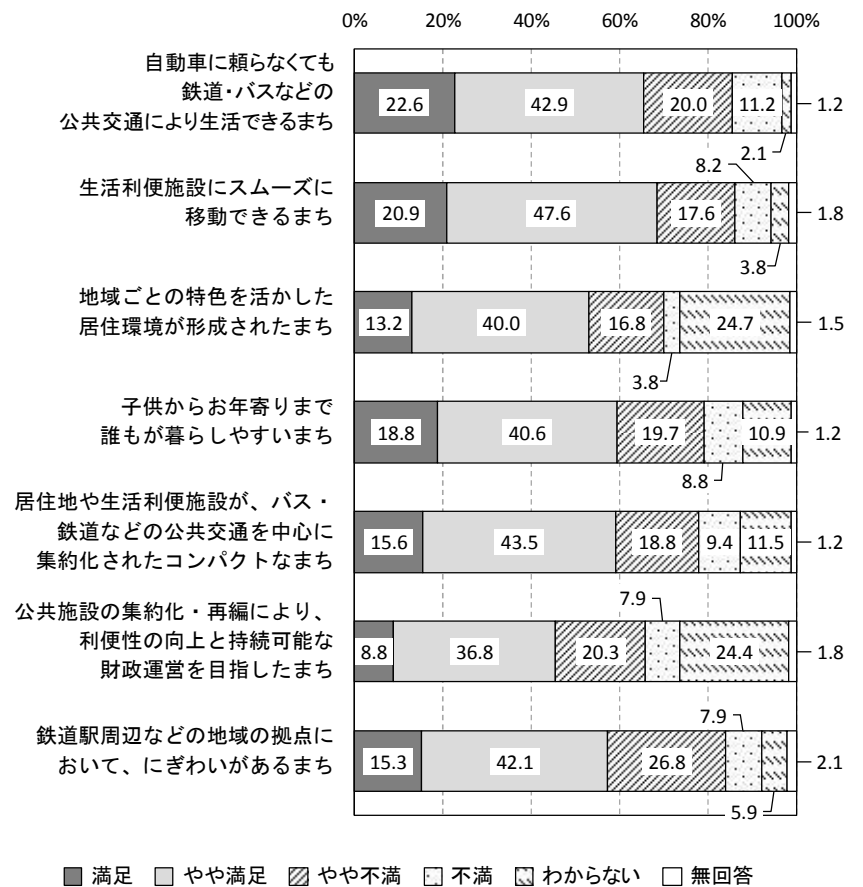 0% 20% 40% 60% 80% 100%
自動車に頼らなくても
鉄道・バスなどの
公共交通により生活できるまち
22.6 42.9 20.0 11.2 2.1 1.2
生活利便施設にスムーズに
移動できるまち
20.9 47.6 17.6 8.2 3.8 1.8
地域ごとの特色を活かした
居住環境が形成されたまち
13.2 40.0 16.8 3.8 24.7 1.5
子供からお年寄りまで
誰もが暮らしやすいまち
18.8 40.6 19.7 8.8 10.9 1.2
居住地や生活利便施設が、バス・
鉄道などの公共交通を中心に
集約化されたコンパクトなまち
15.6 43.5 18.8 9.4 11.5 1.2
公共施設の集約化・再編により、
利便性の向上と持続可能な
財政運営を目指したまち
8.8 36.8 20.3 7.9 24.4 1.8
鉄道駅周辺などの地域の拠点に
おいて、にぎわいがあるまち
15.3 42.1 26.8 7.9 5.9 2.1
満足 やや満足 やや不満 不満 わからない 無回答